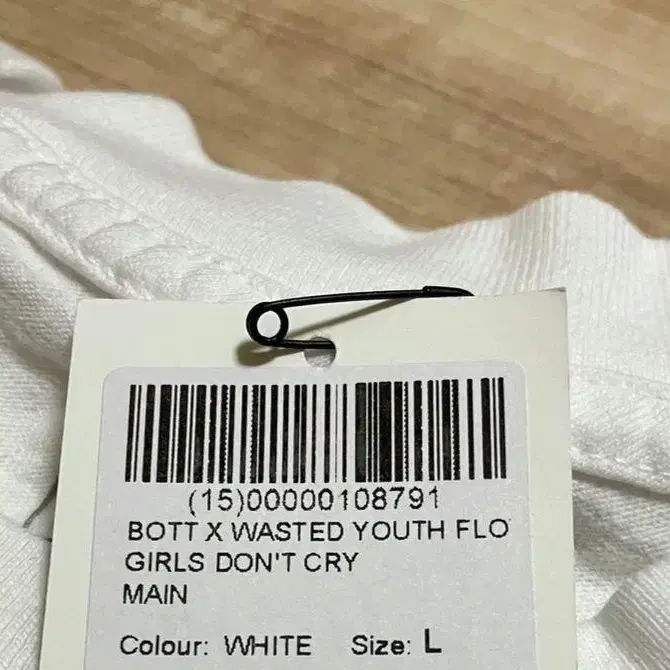 (15)00000108791
BOTT X WASTED YOUTH FLO
GIRLS DON'T CRY
MAIN
Colour: WHITE Size: L